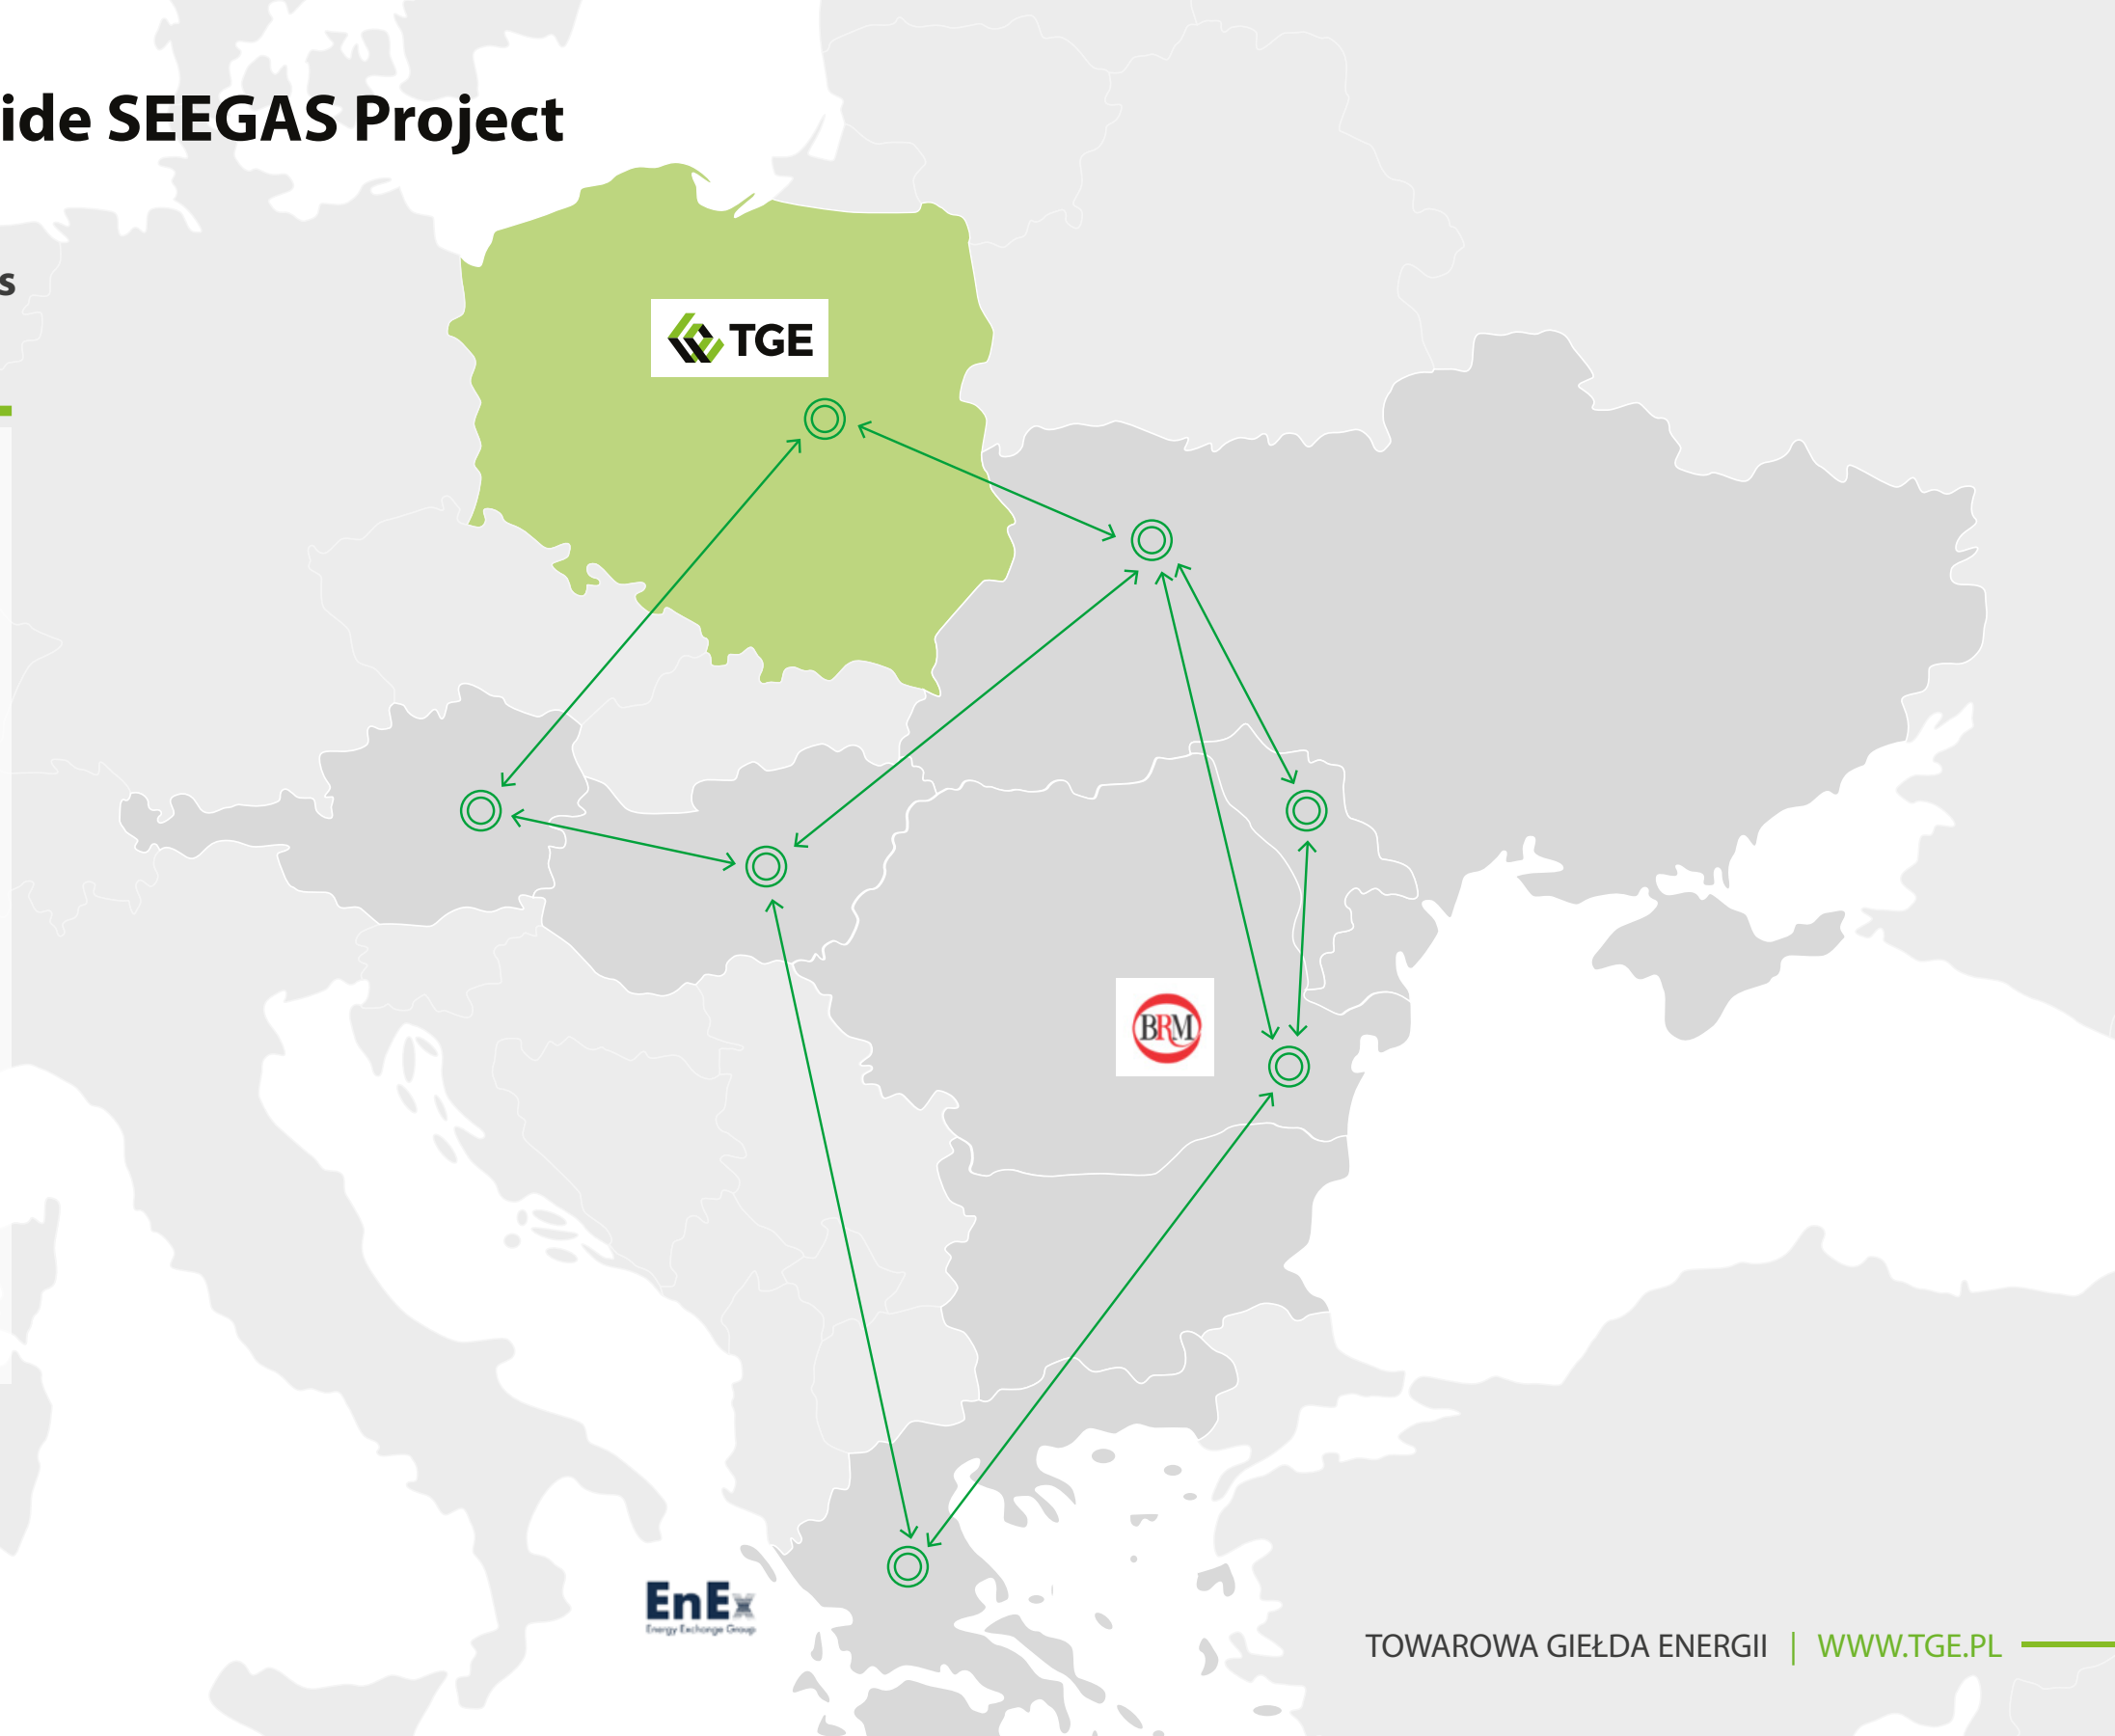 ide SEEGAS Project
s
TGE
BRM
EnEx
Energy Exchange Group
TOWAROWA GIEŁDA ENERGII | WWW.TGE.PL